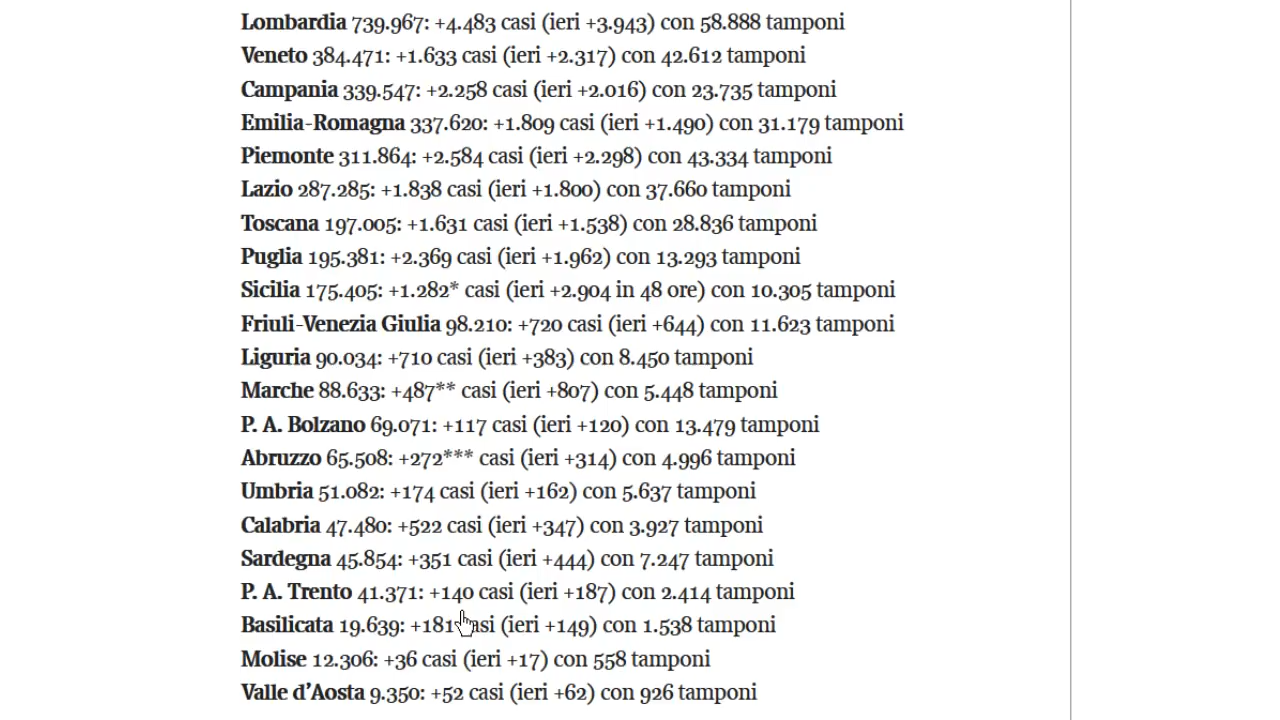 Lombardia 739.967: +4.483 casi (ieri +3.943) con 58.888 tamponi
Veneto 384.471: +1.633 casi (ieri +2.317) con 42.612 tamponi
Campania 339.547: +2.258 casi (ieri +2.016) con 23.735 tamponi
Emilia-Romagna 337.620: +1.809 casi (ieri +1.490) con 31.179 tamponi
Piemonte 311.864: +2.584 casi (ieri +2.298) con 43.334 tamponi
Lazio 287.285: +1.838 casi (ieri +1.800) con 37.660 tamponi
Toscana 197.005: +1.631 casi (ieri +1.538) con 28.836 tamponi
Puglia 195.381: +2.369 casi (ieri +1.962) con 13.293 tamponi
Sicilia 175.405: +1.282* casi (ieri +2.904 in 48 ore) con 10.305 tamponi
Friuli-Venezia Giulia 98.210: +720 casi (ieri +644) con 11.623 tamponi
Liguria 90.034: +710 casi (ieri +383) con 8.450 tamponi
Marche 88.633: +487** casi (ieri +807) con 5.448 tamponi
P. A. Bolzano 69.071: +117 casi (ieri +120) con 13.479 tamponi
Abruzzo 65.508: +272*** casi (ieri +314) con 4.996 tamponi
Umbria 51.082: +174 casi (ieri +162) con 5.637 tamponi
Calabria 47.480: +522 casi (ieri +347) con 3.927 tamponi
Sardegna 45.854: +351 casi (ieri +444) con 7.247 tamponi
P. A. Trento 41.371: +140 casi (ieri +187) con 2.414 tamponi
Basilicata 19.639: +181 casi (ieri +149) con 1.538 tamponi
Molise 12.306: +36 casi (ieri +17) con 558 tamponi
Valle d'Aosta 9.350: +52 casi (ieri +62) con 926 tamponi